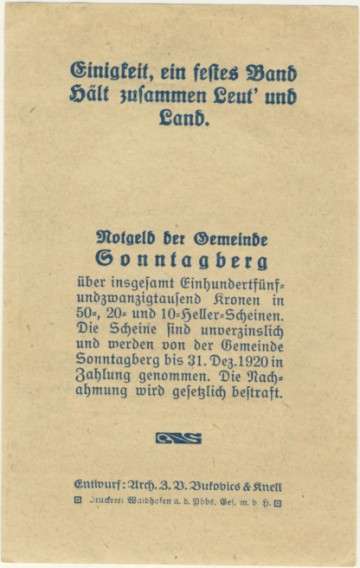 Einigkeit, ein festes Band
Hält zusammen Leut' und
Land.
Notgeld der Gemeinde
Sonntagberg
über insgesamt Einhundertfünf-
undzwanzigtausend Kronen in
50-, 20- und 10-Heller-Scheinen.
Die Scheine sind unverzinslich
und werden von der Gemeinde
Sonntagberg bis 31. Dez. 1920 in
Zahlung genommen. Die Nach-
ahmung wird gesetzlich bestraft.
Entwurf: Arch. Z. V. Bukovics & Knell
Druckerei Waidhofen a. d. Ybbs, Ges. m. b. H.